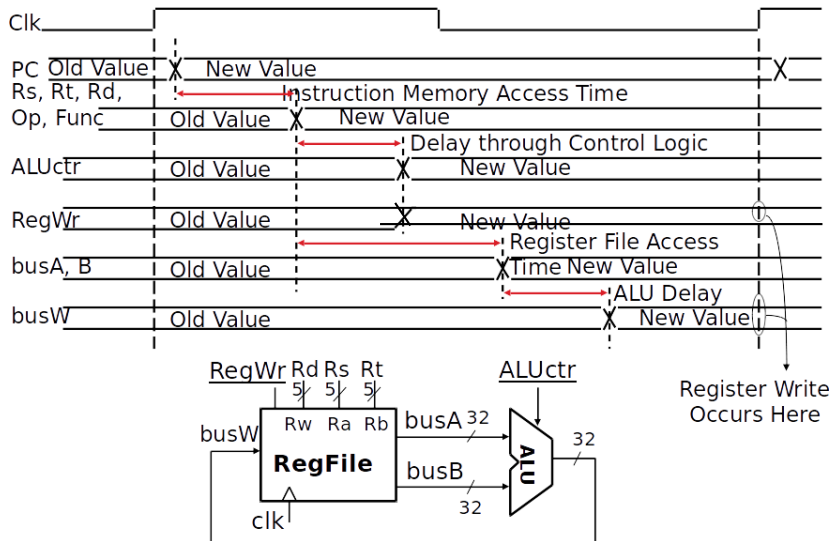 Clk
PC Old Value New Value
Rs, Rt, Rd, Instruction Memory Access Time
Op, Func Old Value New Value
Delay through Control Logic
ALUctr Old Value New Value
RegWr Old Value New Value
Register File Access
busA, B Old Value Time New Value
ALU Delay
busW Old Value New Value
Register Write
Occurs Here
RegWr Rd Rs Rt ALUctr
5 5 5
busW Rw Ra Rb busA 32 32
RegFile ALU
busB
clk 32